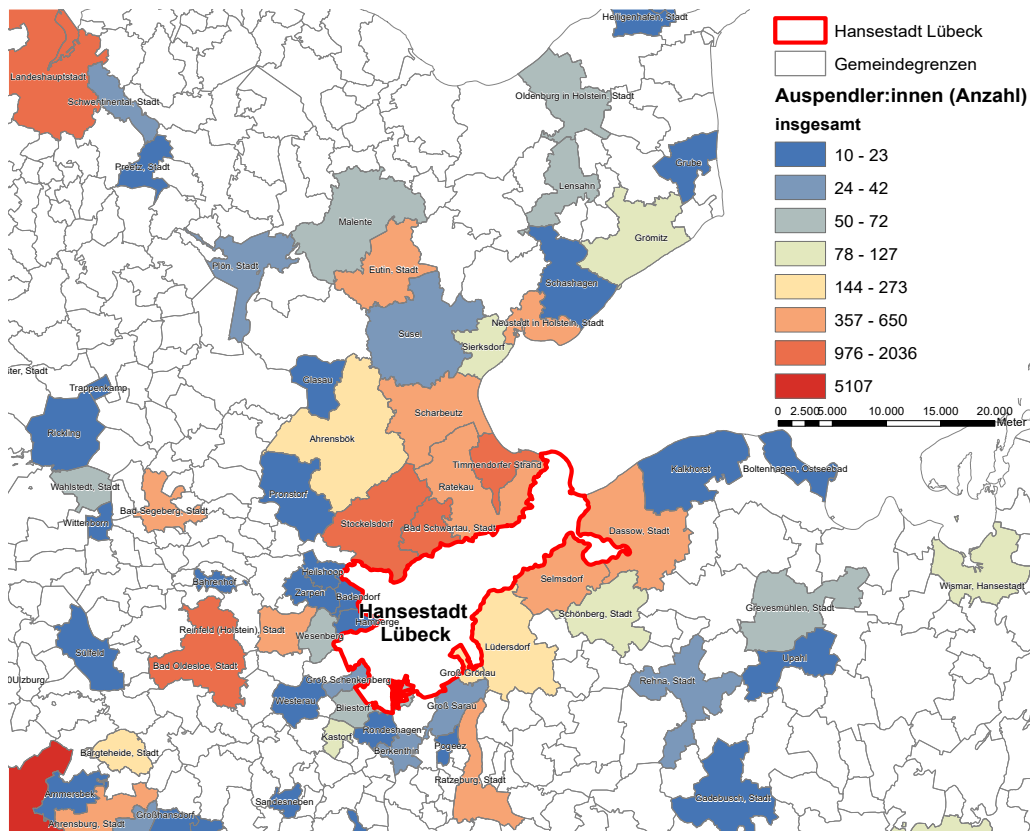 Heiligenhafen, Stadt
Hansestadt Lübeck
Gemeindegrenzen
Auspendler:innen (Anzahl)
insgesamt
10 - 23
24 - 42
50 - 72
78 - 127
144 - 273
357 - 650
976 - 2036
5107
0 2.500 5.000 10.000 15.000 20.000
Meter
Landeshauptstadt
Schwentinental, Stadt
Oldenburg in Holstein, Stadt
Preetz, Stadt
Grube
Lensahn
Malente
Grömitz
Plön, Stadt
Eutin, Stadt
Schashagen
Süsel
Neustadt in Holstein, Stadt
Sierksdorf
ster, Stadt
Trappenkamp
Glasau
Scharbeutz
Rickling
Ahrensbök
Timmendorfer Strand
Kalkhorst
Boltenhagen, Ostseebad
Wahlstedt, Stadt
Ratekau
Pronstorf
Bad Segeberg, Stadt
Wittenborn
Stockelsdorf
Bad Schwartau, Stadt
Dassow, Stadt
Heilshoop
Selmsdorf
Bahrenhof
Zarpen
Badendorf
Wismar, Hansestadt
Hansestadt
Lübeck
Hamberge
Schönberg, Stadt
Grevesmühlen, Stadt
Reinfeld (Holstein), Stadt
Wesenberg
Lüdersdorf
Sülfeld
Bad Oldesloe, Stadt
Upahl
Groß Grönau
Ulzburg
Groß Schenkenberg
Rehna, Stadt
Westerau
Bliestorf
Groß Sarau
Rondeshagen
Kastorf
Pogeez
Bargteheide, Stadt
Berkenthin
Ratzeburg, Stadt
Ammersbek
Sandesneben
Gadebusch, Stadt
Großhansdorf
Ahrensburg, Stadt